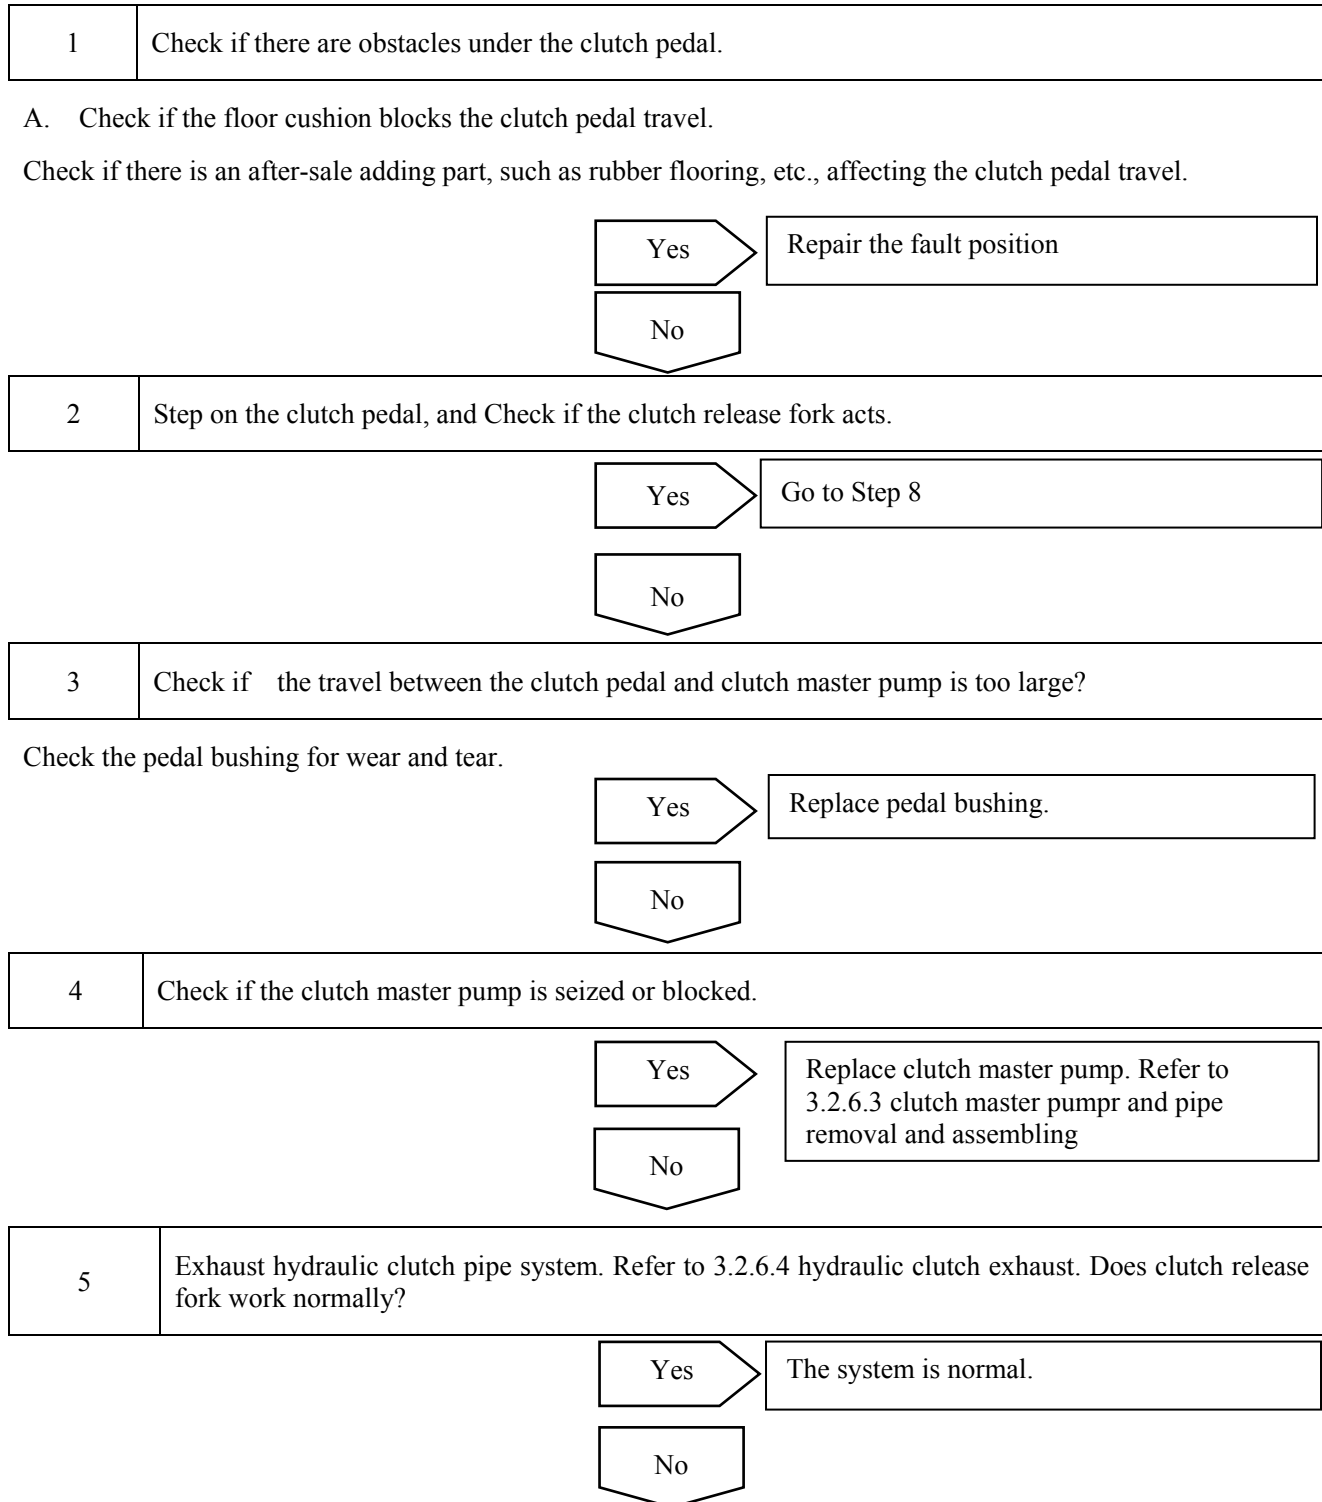 1 Check if there are obstacles under the clutch pedal.
A. Check if the floor cushion blocks the clutch pedal travel.
Check if there is an after-sale adding part, such as rubber flooring, etc., affecting the clutch pedal travel.
Yes Repair the fault position
No
2 Step on the clutch pedal, and Check if the clutch release fork acts.
Yes Go to Step 8
No
3 Check if the travel between the clutch pedal and clutch master pump is too large?
Check the pedal bushing for wear and tear.
Yes Replace pedal bushing.
No
4 Check if the clutch master pump is seized or blocked.
Yes Replace clutch master pump. Refer to
3.2.6.3 clutch master pumpr and pipe
removal and assembling
No
5 Exhaust hydraulic clutch pipe system. Refer to 3.2.6.4 hydraulic clutch exhaust. Does clutch release
fork work normally?
Yes The system is normal.
No